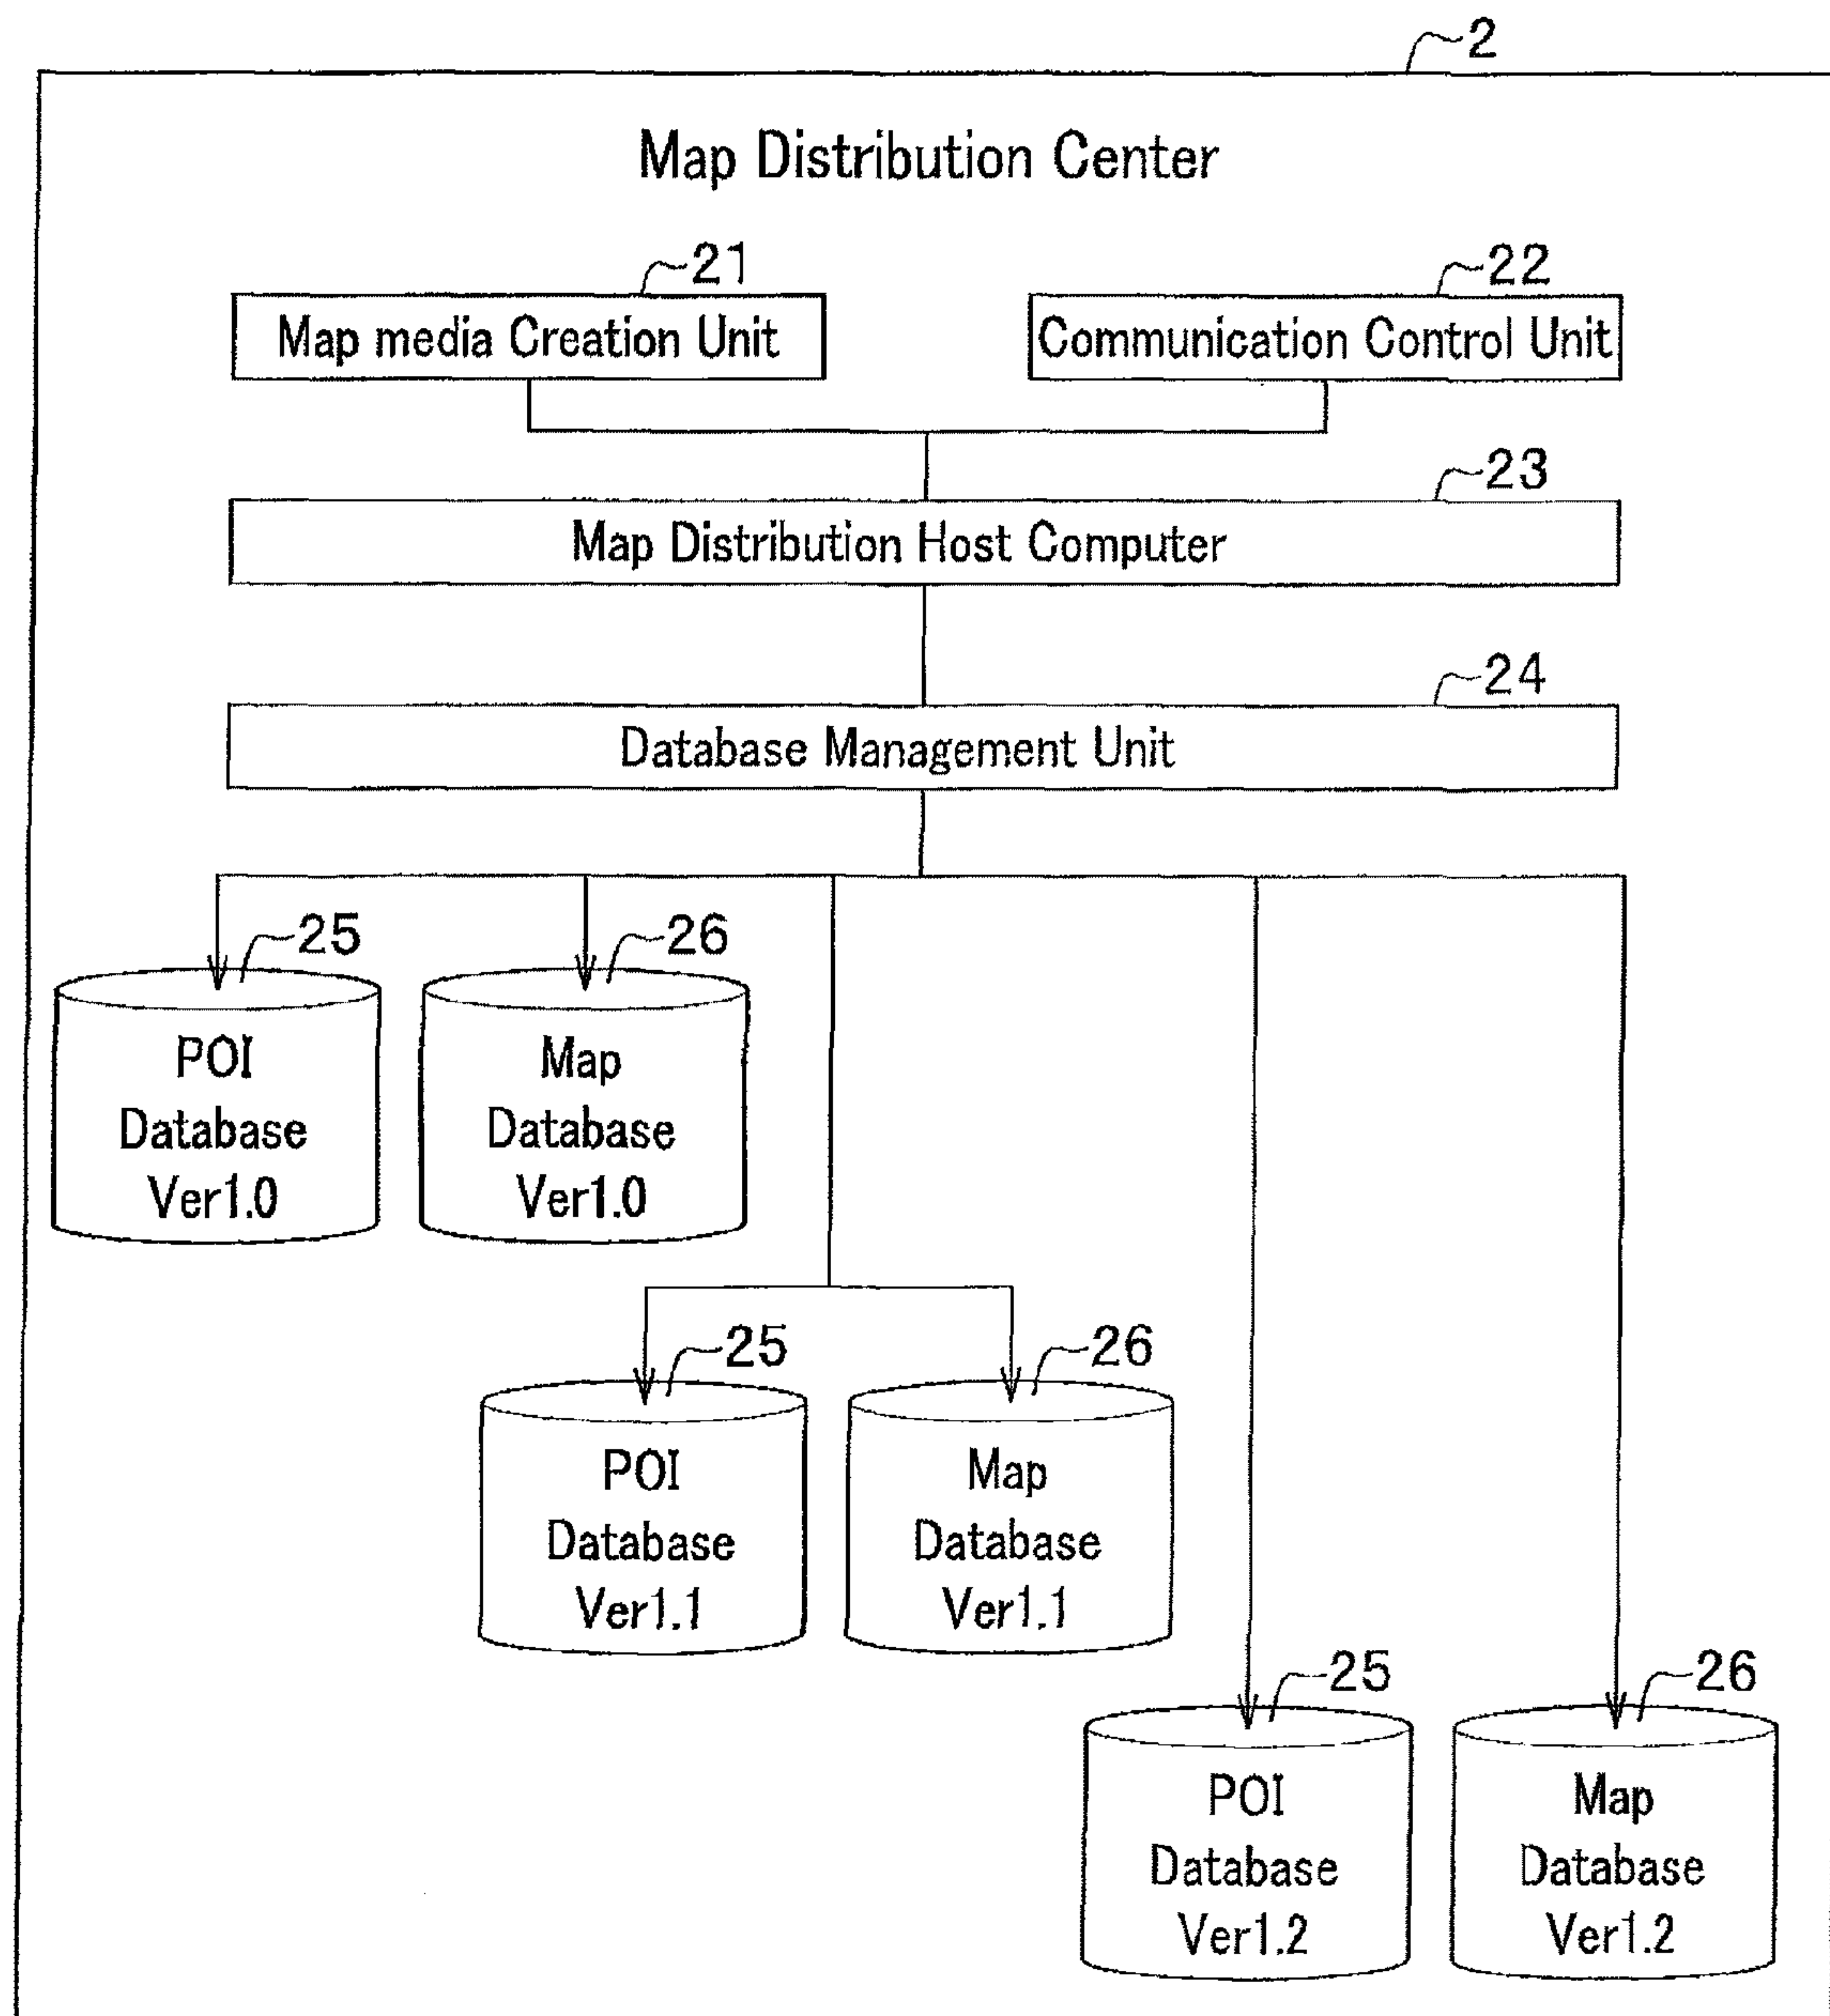 2
Map Distribution Center
21
22
Map media Creation Unit
Communication Control Unit
23
Map Distribution Host Computer
24
Database Management Unit
25
26
POI
Database
Ver1.0
Map
Database
Ver1.0
25
26
POI
Database
Ver1.1
Map
Database
Ver1.1
25
26
POI
Database
Ver1.2
Map
Database
Ver1.2